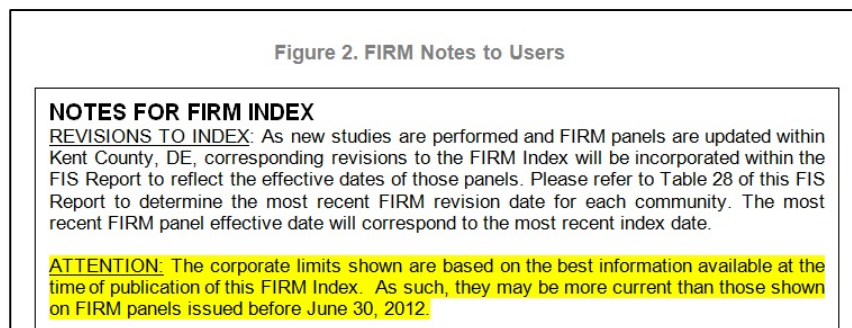 Figure 2. FIRM Notes to Users
NOTES FOR FIRM INDEX
REVISIONS TO INDEX: As new studies are performed and FIRM panels are updated within
Kent County, DE, corresponding revisions to the FIRM Index will be incorporated within the
FIS Report to reflect the effective dates of those panels. Please refer to Table 28 of this FIS
Report to determine the most recent FIRM revision date for each community. The most
recent FIRM panel effective date will correspond to the most recent index date.
ATTENTION: The corporate limits shown are based on the best information available at the
time of publication of this FIRM Index.  As such, they may be more current than those shown
on FIRM panels issued before June 30, 2012.